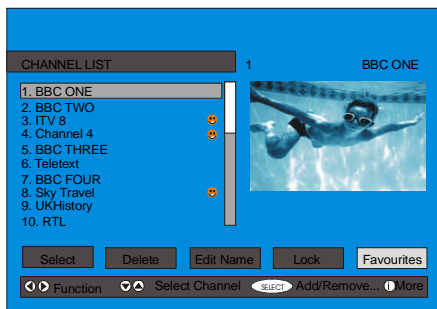 CHANNEL LIST 1 BBC ONE
1. BBC ONE
2. BBC TWO
3. ITV 8
4. Channel 4
5. BBC THREE
6. Teletext
7. BBC FOUR
8. Sky Travel
9. UKHistory
10. RTL
Select Delete Edit Name Lock Favourites
Function Select Channel SELECT Add/Remove... i More